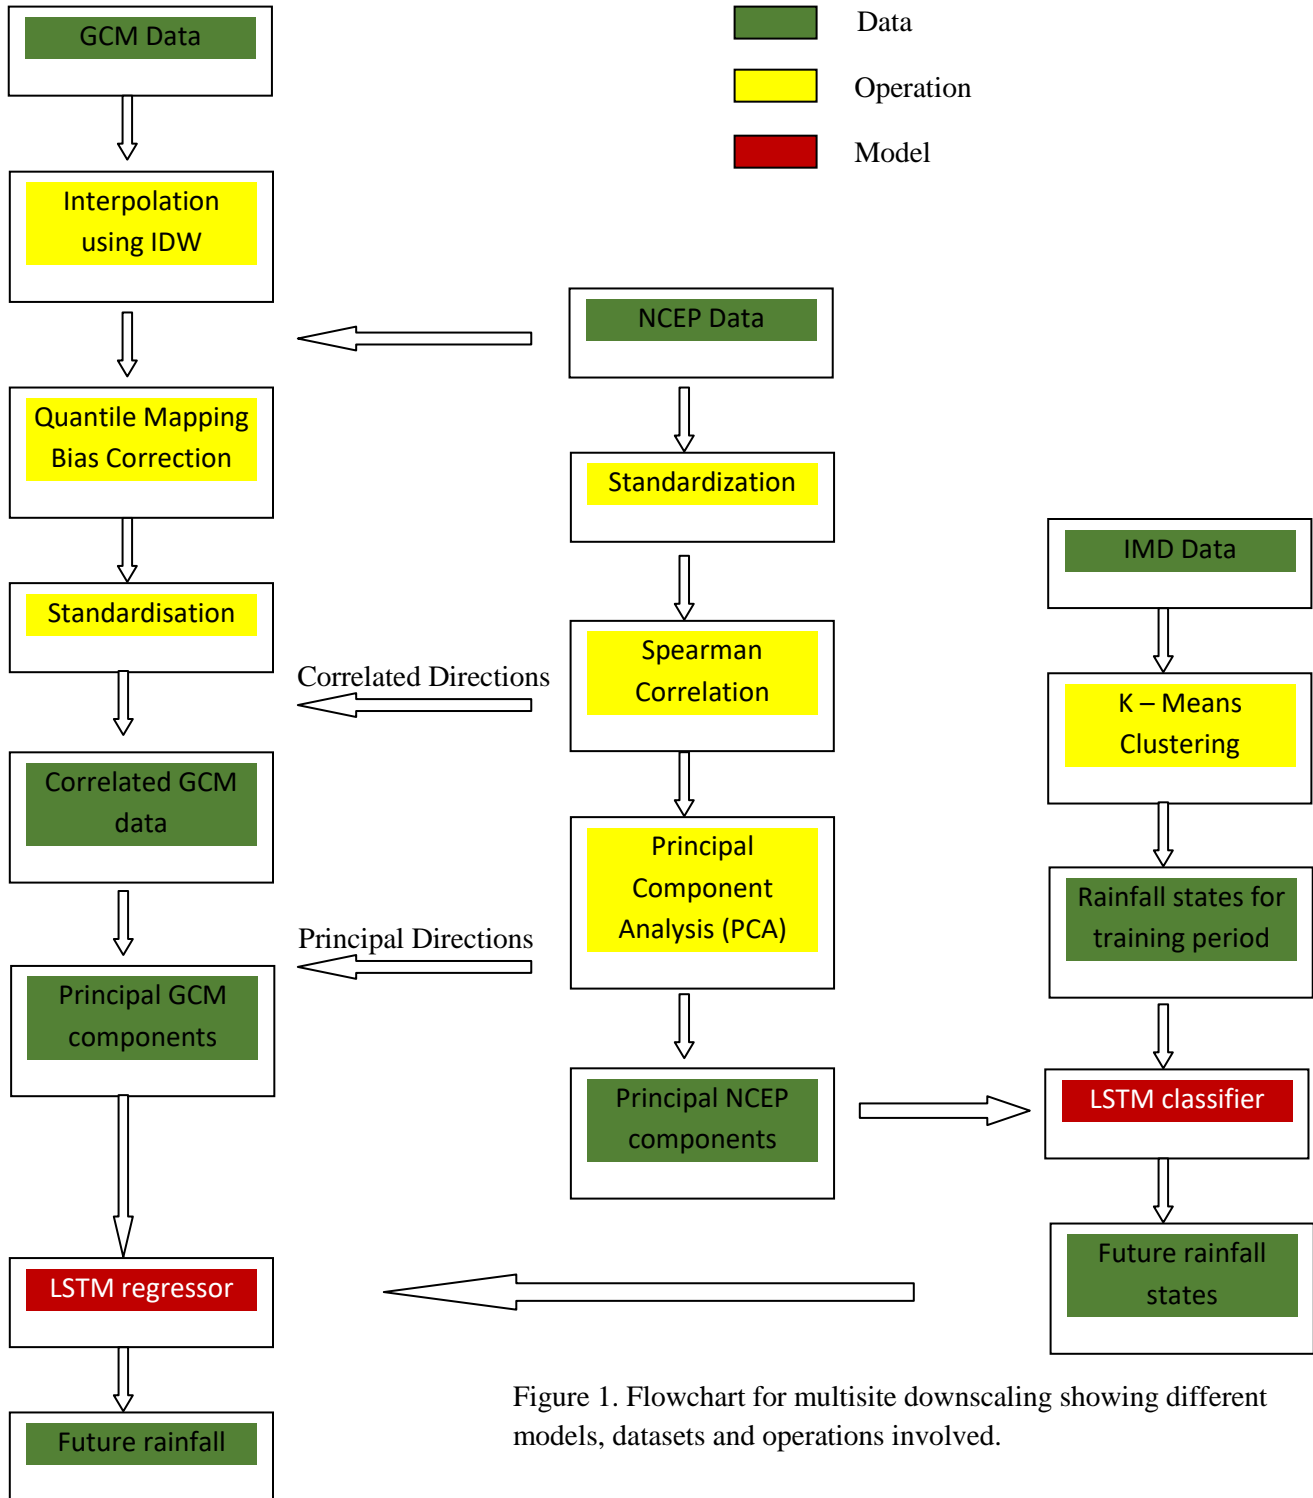 GCM Data
Data
Operation
Model
Interpolation
using IDW
NCEP Data
Quantile Mapping
Bias Correction
Standardization
IMD Data
Standardisation
Correlated Directions
Spearman
Correlation
K – Means
Clustering
Correlated GCM
data
Principal
Component
Analysis (PCA)
Rainfall states for
training period
Principal Directions
Principal GCM
components
Principal NCEP
components
LSTM classifier
LSTM regressor
Future rainfall
states
Figure 1. Flowchart for multisite downscaling showing different
models, datasets and operations involved.
Future rainfall